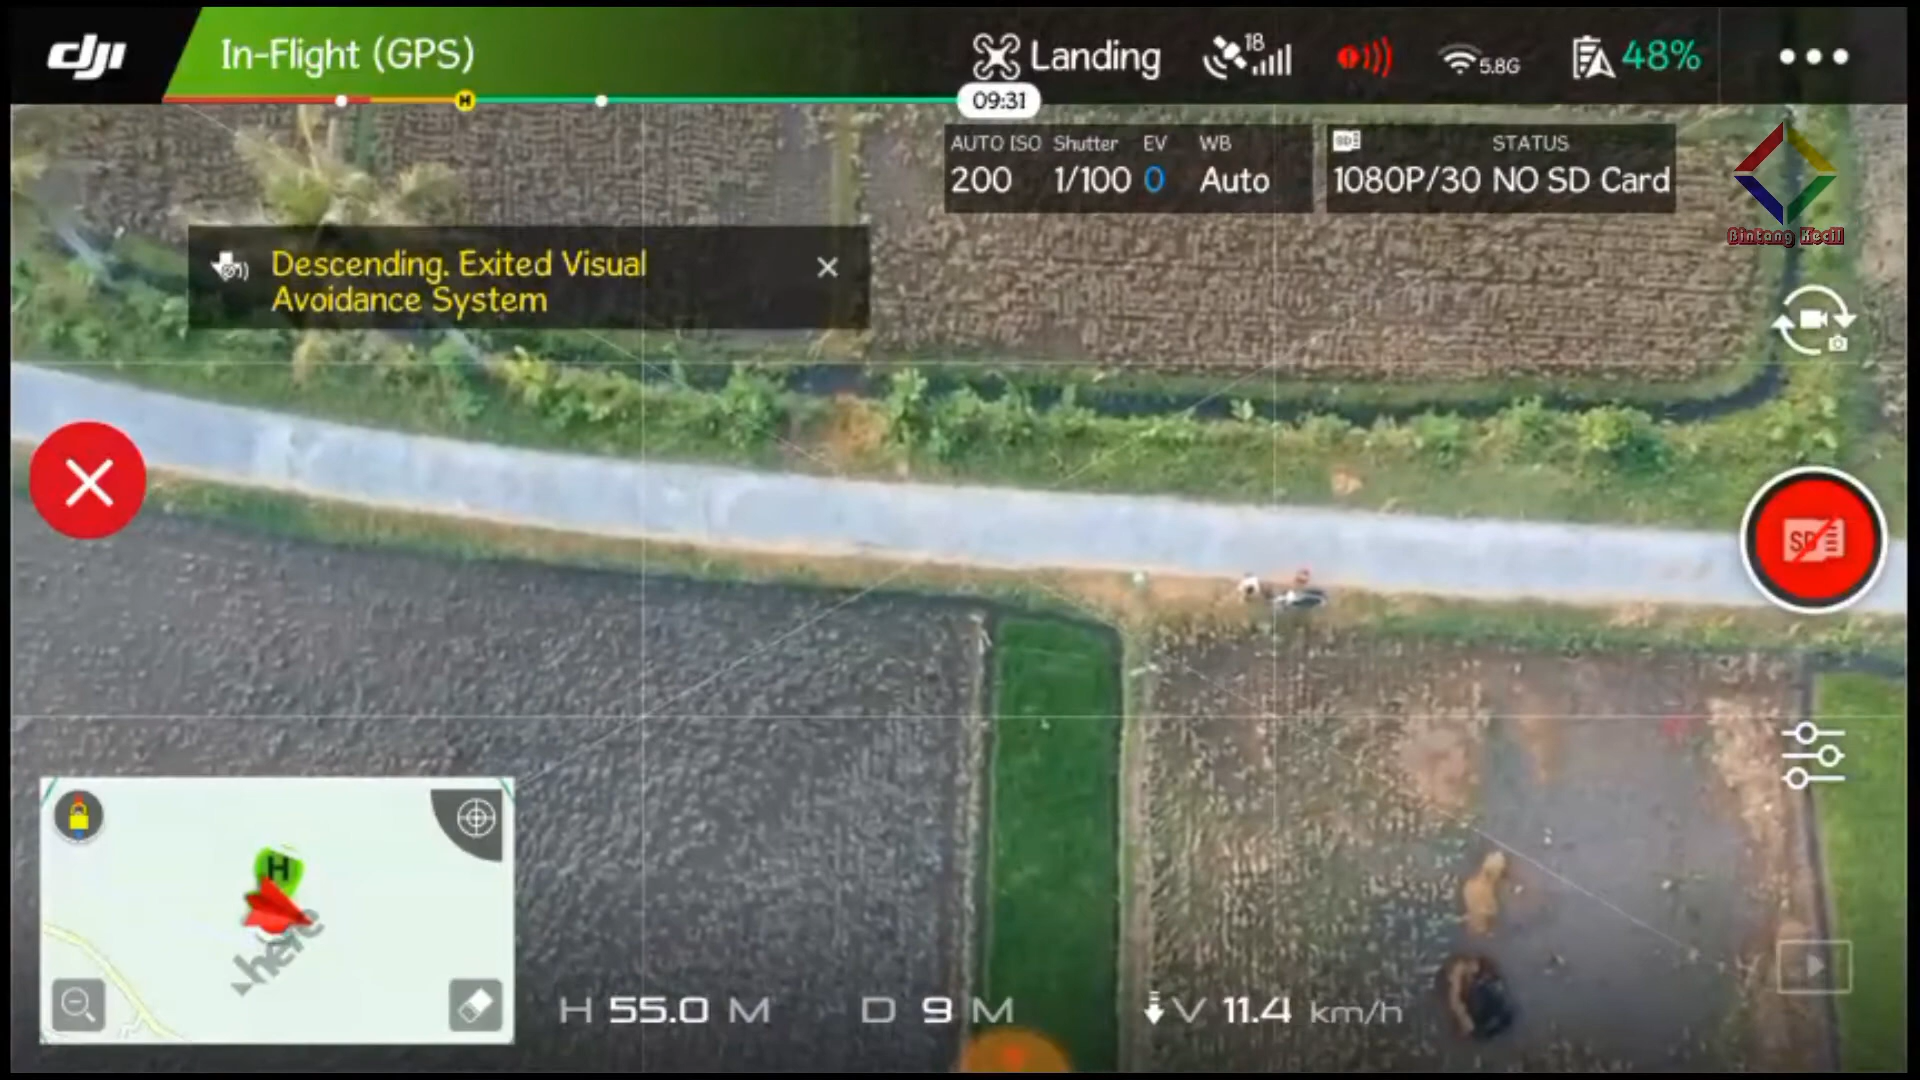 dji In-Flight (GPS) Landing 18 5.8G 48%
H 09:31
AUTO ISO Shutter EV WB STATUS
200 1/100 0 Auto 1080P/30 NO SD Card
Bintang Kecil
Descending. Exited Visual
Avoidance System
SD
H
here
H 55.0 M D 9 M V 11.4 km/h